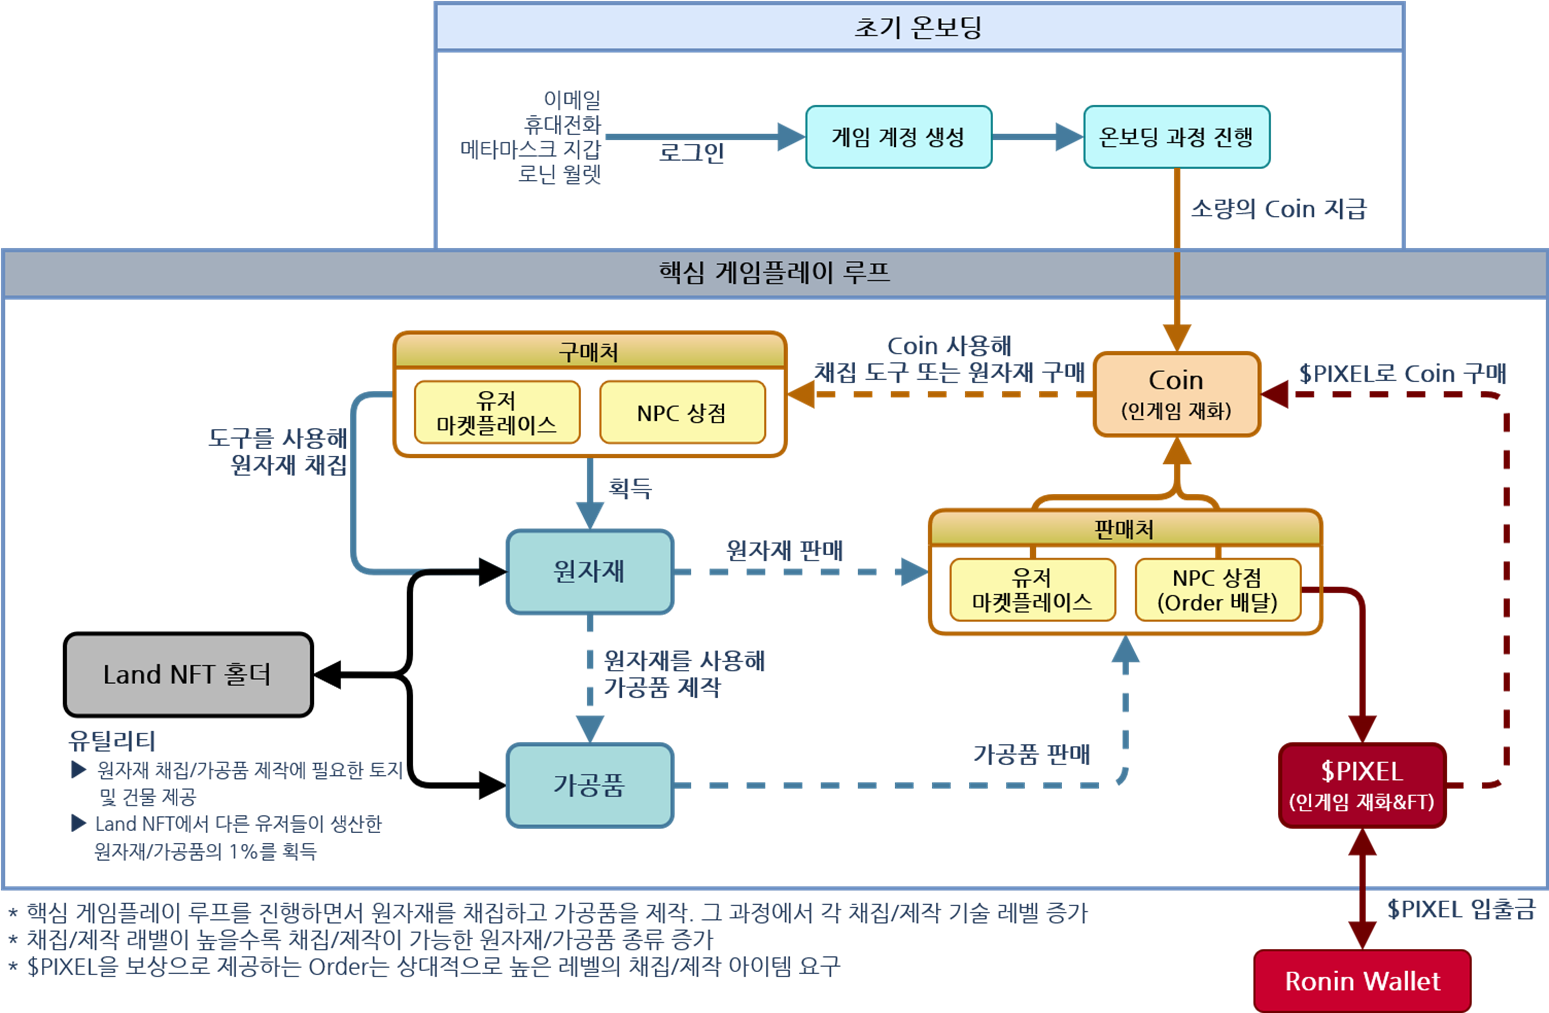 초기 온보딩
이메일
휴대전화
메타마스크 지갑
로닌 월렛
로그인
게임 계정 생성
온보딩 과정 진행
소량의 Coin 지급
핵심 게임플레이 루프
구매처
유저
마켓플레이스
NPC 상점
Coin 사용해
채집 도구 또는 원자재 구매
Coin
(인게임 재화)
$PIXEL로 Coin 구매
도구를 사용해
원자재 채집
획득
원자재
원자재 판매
판매처
유저
마켓플레이스
NPC 상점
(Order 배달)
Land NFT 홀더
원자재를 사용해
가공품 제작
유틸리티
▶ 원자재 채집/가공품 제작에 필요한 토지
및 건물 제공
▶ Land NFT에서 다른 유저들이 생산한
원자재/가공품의 1%를 획득
가공품
가공품 판매
$PIXEL
(인게임 재화&FT)
* 핵심 게임플레이 루프를 진행하면서 원자재를 채집하고 가공품을 제작. 그 과정에서 각 채집/제작 기술 레벨 증가
* 채집/제작 래밸이 높을수록 채집/제작이 가능한 원자재/가공품 종류 증가
* $PIXEL을 보상으로 제공하는 Order는 상대적으로 높은 레벨의 채집/제작 아이템 요구
$PIXEL 입출금
Ronin Wallet